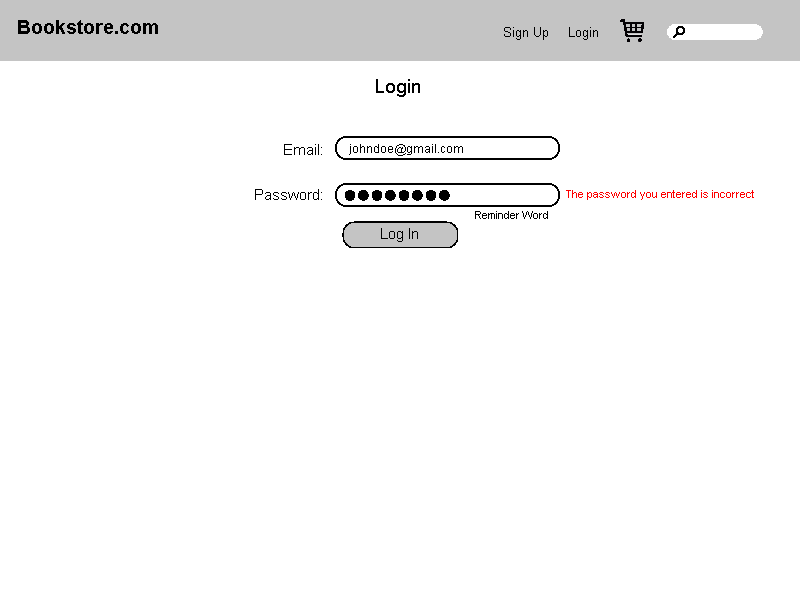 Bookstore.com
Sign Up
Login
Login
Email:
johndoe@gmail.com
Password:
The password you entered is incorrect
Reminder Word
Log In